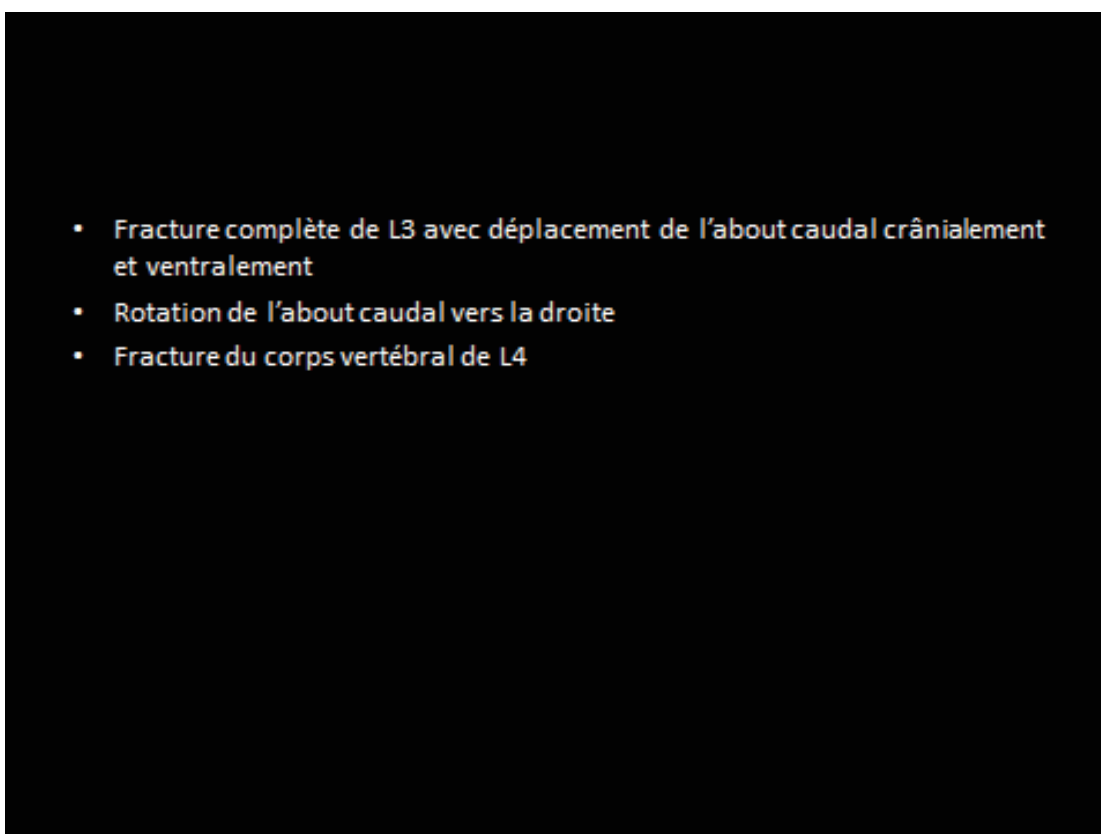 • Fracture complète de L3 avec déplacement de l'about caudal crânialement
et ventralement
• Rotation de l'about caudal vers la droite
• Fracture du corps vertébral de L4